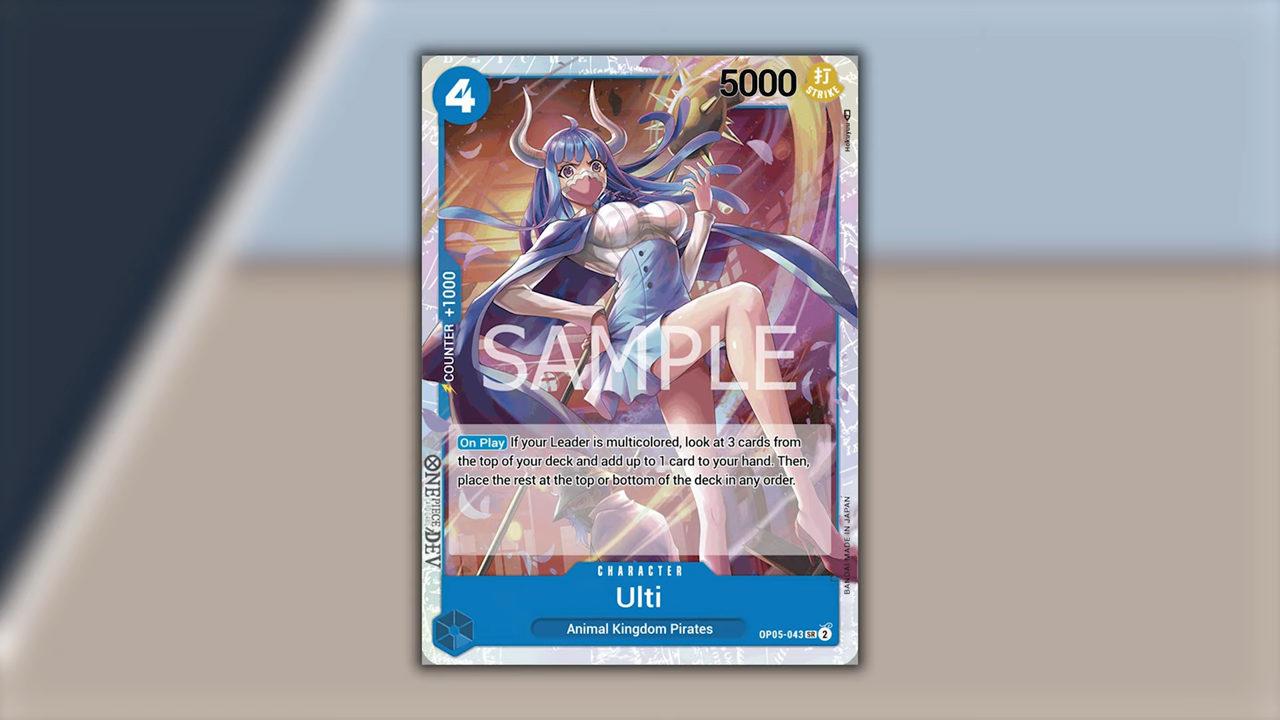 4
5000
打
STRIKE
Hokuyuu
COUNTER +1000
SAMPLE
On Play If your Leader is multicolored, look at 3 cards from
the top of your deck and add up to 1 card to your hand. Then,
place the rest at the top or bottom of the deck in any order.
ONE PIECE.DEV
BANDAI MADE IN JAPAN
CHARACTER
Ulti
Animal Kingdom Pirates
OP05-043 SR 2